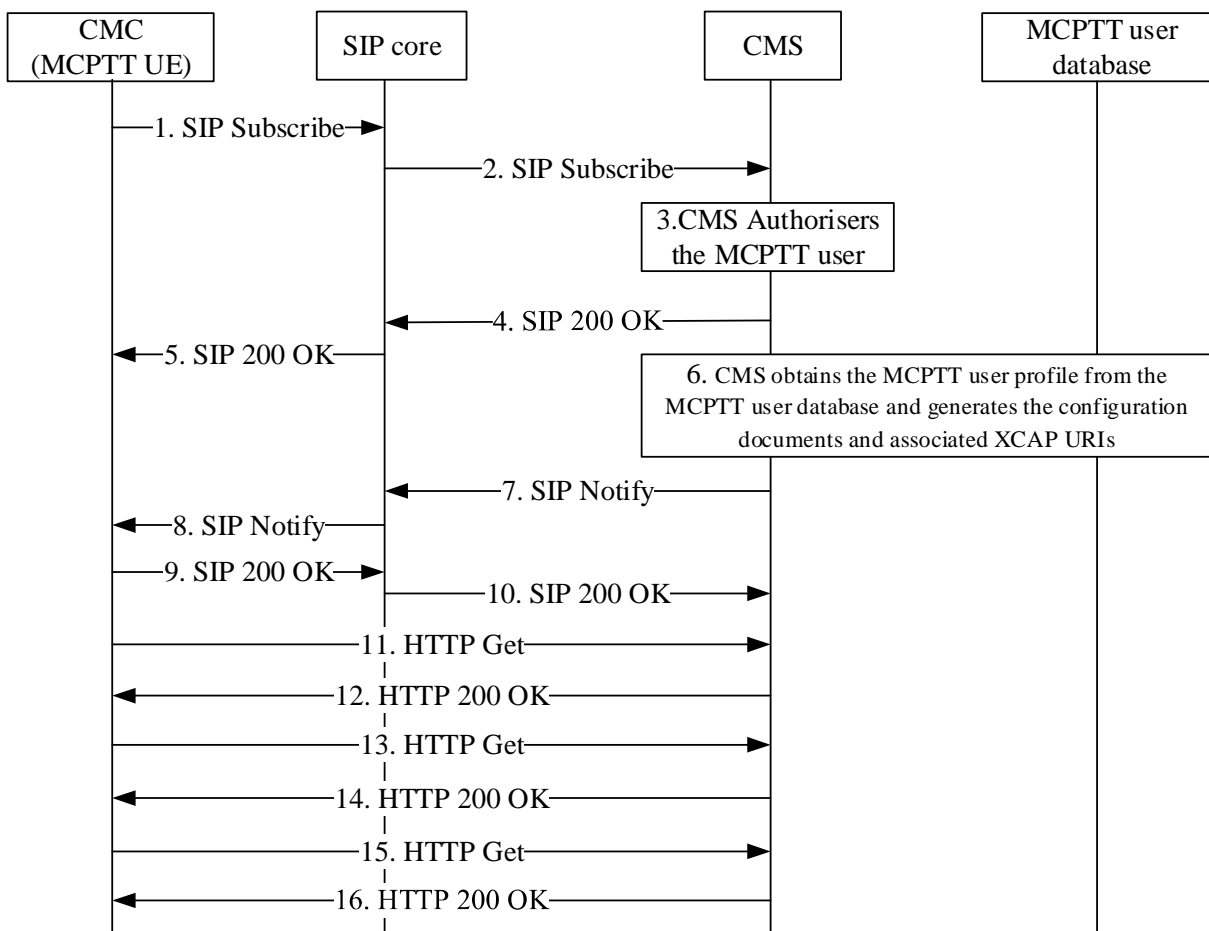 CMC
(MCPTT UE)
SIP core
CMS
MCPTT user
database
1. SIP Subscribe
2. SIP Subscribe
3.CMS Authorisers
the MCPTT user
4. SIP 200 OK
5. SIP 200 OK
6. CMS obtains the MCPTT user profile from the
MCPTT user database and generates the configuration
documents and associated XCAP URIs
7. SIP Notify
8. SIP Notify
9. SIP 200 OK
10. SIP 200 OK
11. HTTP Get
12. HTTP 200 OK
13. HTTP Get
14. HTTP 200 OK
15. HTTP Get
16. HTTP 200 OK